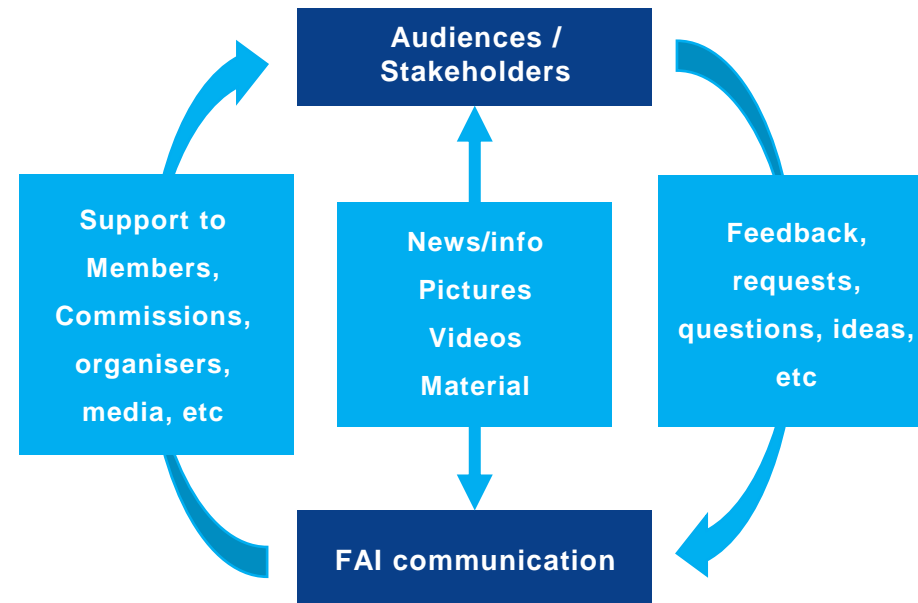 Audiences /
Stakeholders
Support to
Members,
Commissions,
organisers,
media, etc
News/info
Pictures
Videos
Material
Feedback,
requests,
questions, ideas,
etc
FAI communication